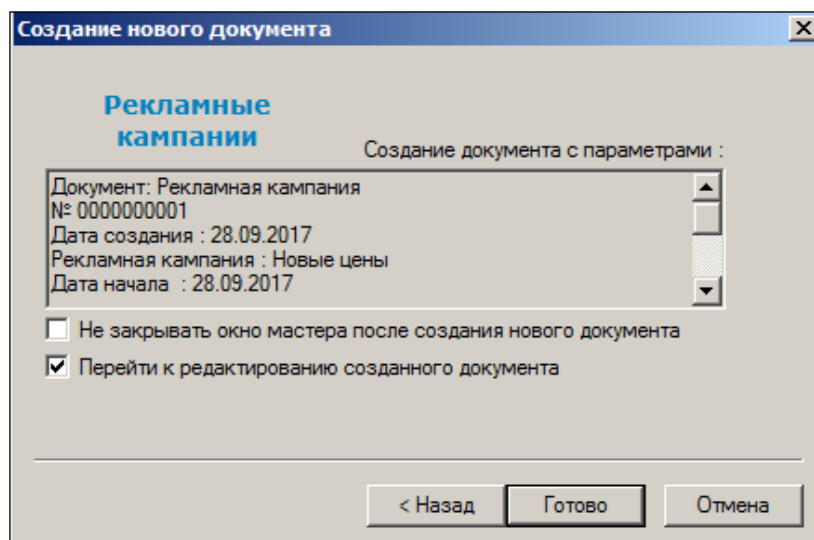 Создание нового документа
Рекламные
кампании
Создание документа с параметрами :
Документ: Рекламная кампания
№ 0000000001
Дата создания : 28.09.2017
Рекламная кампания : Новые цены
Дата начала  : 28.09.2017
Не закрывать окно мастера после создания нового документа
Перейти к редактированию созданного документа
< Назад
Готово
Отмена